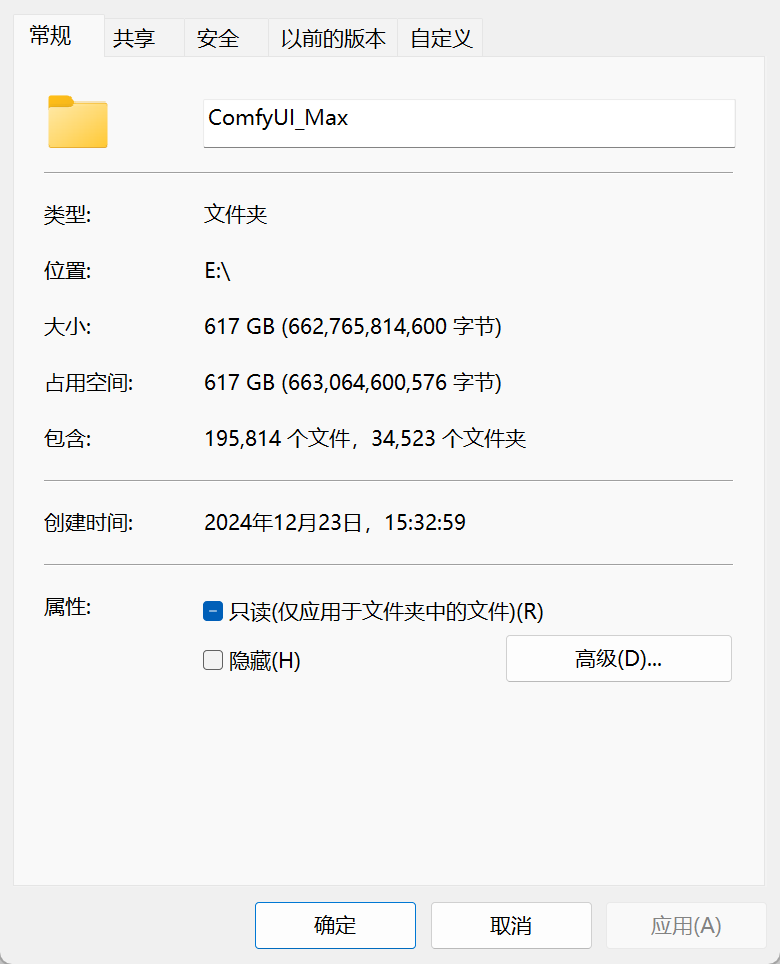 常规 共享 安全 以前的版本 自定义
ComfyUI_Max
类型: 文件夹
位置: E:\
大小: 617 GB (662,765,814,600 字节)
占用空间: 617 GB (663,064,600,576 字节)
包含: 195,814 个文件，34,523 个文件夹
创建时间: 2024年12月23日，15:32:59
属性: 只读(仅应用于文件夹中的文件)(R)
隐藏(H) 高级(D)...
确定 取消 应用(A)